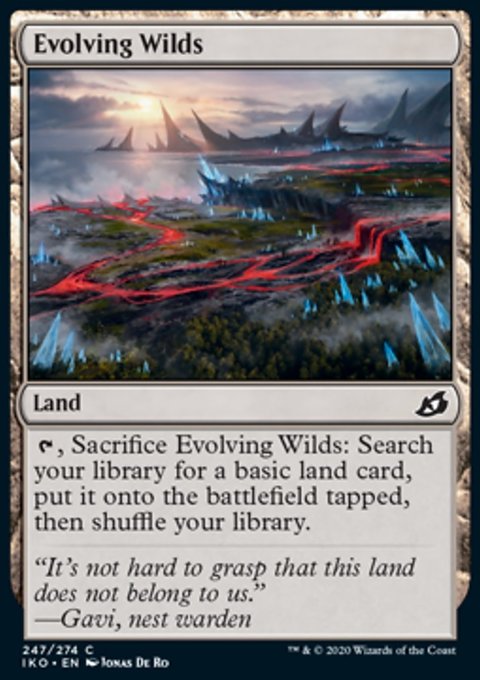 Evolving Wilds
Land
, Sacrifice Evolving Wilds: Search
your library for a basic land card,
put it onto the battlefield tapped,
then shuffle your library.
“It’s not hard to grasp that this land
does not belong to us.”
—Gavi, nest warden
247/274 C
™ & © 2020 Wizards of the Coast
IKO • EN Jonas De Ro